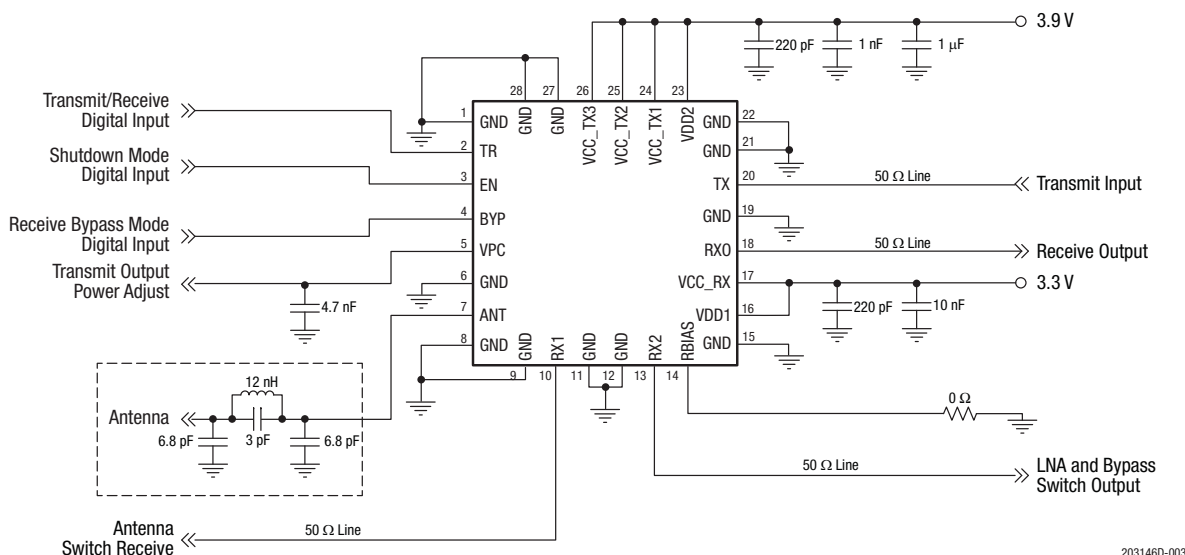 3.9 V
220 pF
1 nF
1 μF
28
27
26
25
24
23
GND
GND
VCC_TX3
VCC_TX2
VCC_TX1
VDD2
Transmit/Receive
Digital Input
1
GND
2
TR
Shutdown Mode
Digital Input
3
EN
Receive Bypass Mode
Digital Input
4
BYP
Transmit Output
Power Adjust
5
VPC
4.7 nF
6
GND
7
ANT
8
GND
GND
22
GND
21
TX
20
50 Ω Line
Transmit Input
GND
19
RXO
18
50 Ω Line
Receive Output
VCC_RX
17
3.3 V
220 pF
10 nF
VDD1
16
GND
15
GND
RX1
GND
GND
RX2
RBIAS
9
10
11
12
13
14
12 nH
Antenna
6.8 pF
3 pF
6.8 pF
0 Ω
50 Ω Line
LNA and Bypass
Switch Output
Antenna
Switch Receive
50 Ω Line
203146D-003